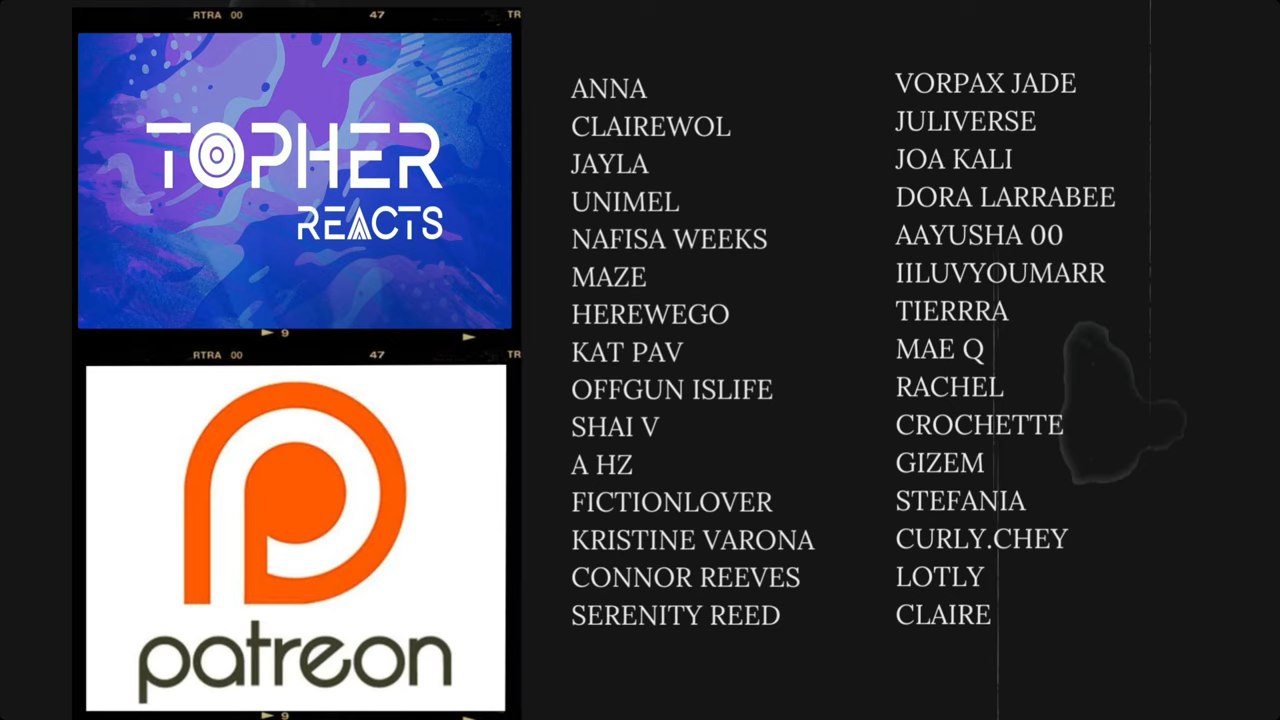 RTRA 00 47 TR
TOPHER
REACTS
9
RTRA 00 47 TR
patreon
9
ANNA
CLAIREWOL
JAYLA
UNIMEL
NAFISA WEEKS
MAZE
HEREWEGO
KAT PAV
OFFGUN ISLIFE
SHAI V
A HZ
FICTIONLOVER
KRISTINE VARONA
CONNOR REEVES
SERENITY REED
VORPAX JADE
JULIVERSE
JOA KALI
DORA LARRABEE
AAYUSHA 00
IILUVYOUMARR
TIERRRA
MAE Q
RACHEL
CROCHETTE
GIZEM
STEFANIA
CURLY.CHEY
LOTLY
CLAIRE